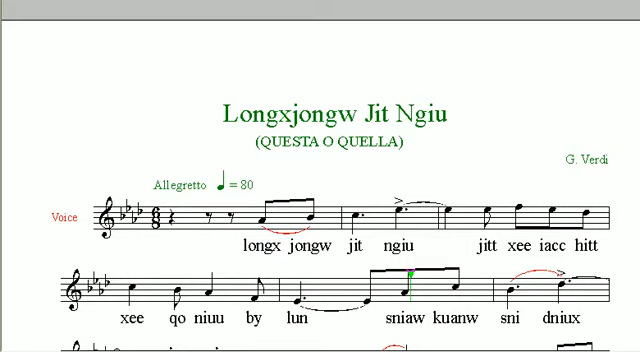 Longxjongw Jit Ngiu
(QUESTA O QUELLA)
G. Verdi
Allegretto = 80
Voice
longx jongw jit ngiu jitt xee iacc hitt
xee qo niuu by lun sniaw kuanw sni dniux